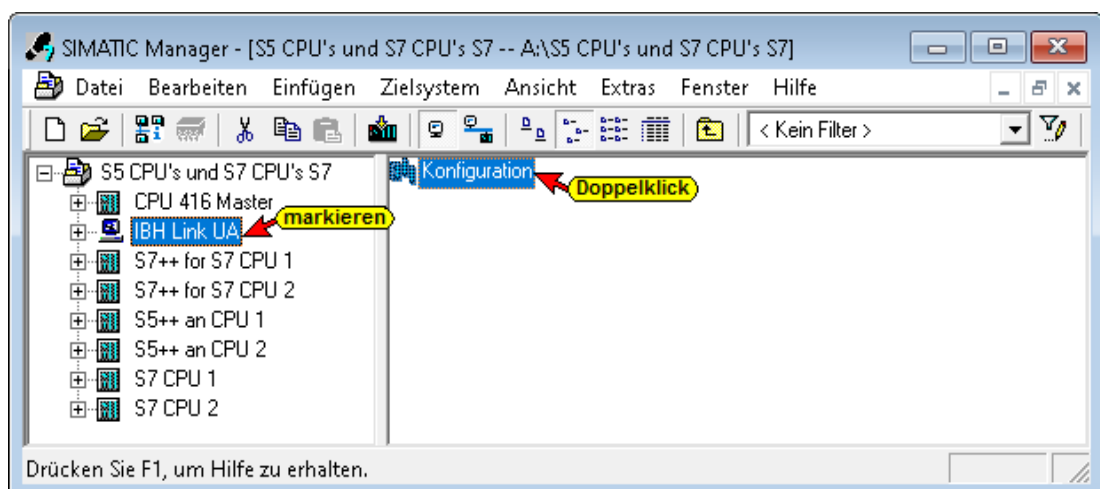 SIMATIC Manager - [S5 CPU's und S7 CPU's S7 -- A:\S5 CPU's und S7 CPU's S7]
Datei Bearbeiten Einfügen Zielsystem Ansicht Extras Fenster Hilfe
< Kein Filter >
S5 CPU's und S7 CPU's S7
Konfiguration
Doppelklick
CPU 416 Master
markieren
IBH Link UA
S7++ for S7 CPU 1
S7++ for S7 CPU 2
S5++ an CPU 1
S5++ an CPU 2
S7 CPU 1
S7 CPU 2
Drücken Sie F1, um Hilfe zu erhalten.